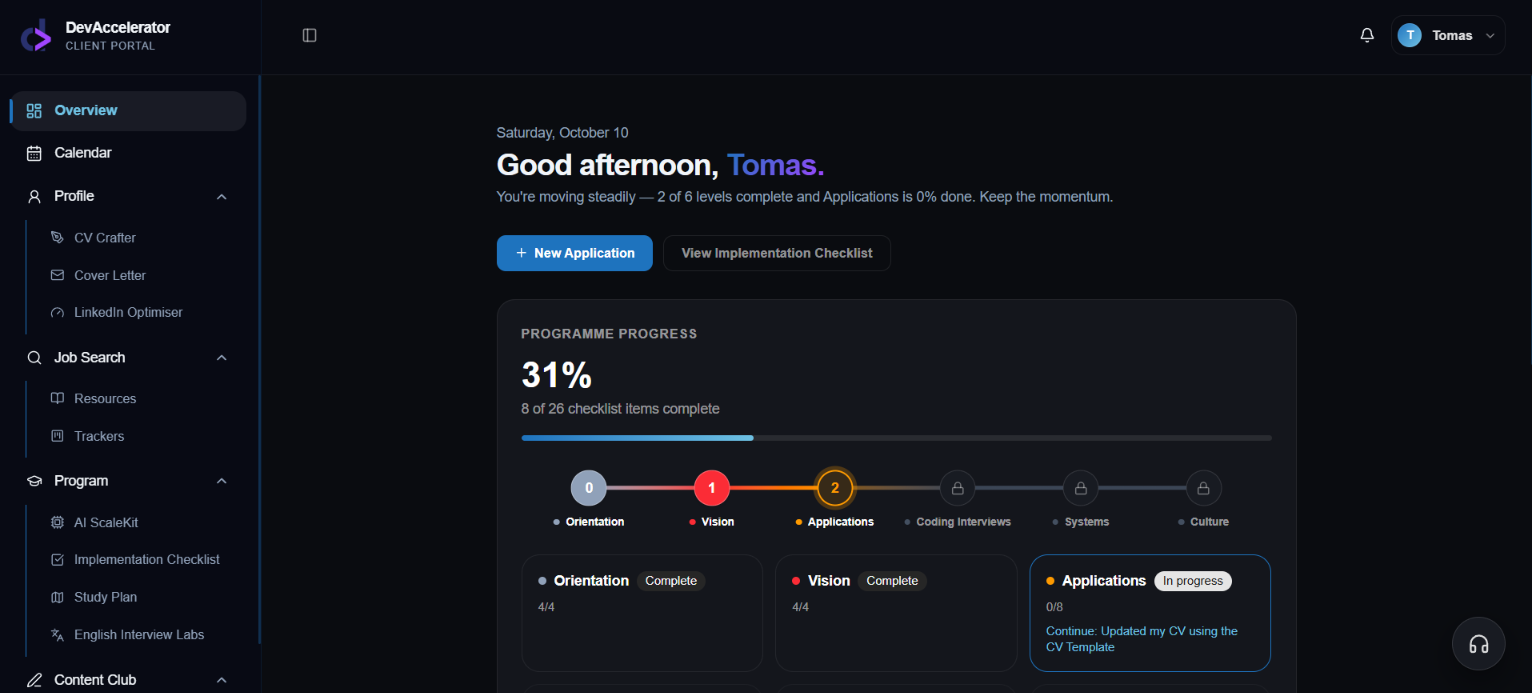 DevAccelerator
CLIENT PORTAL
T Tomas
Overview
Calendar
Profile
CV Crafter
Cover Letter
LinkedIn Optimiser
Job Search
Resources
Trackers
Program
AI ScaleKit
Implementation Checklist
Study Plan
English Interview Labs
Content Club
Saturday, October 10
Good afternoon, Tomas.
You're moving steadily — 2 of 6 levels complete and Applications is 0% done. Keep the momentum.
+ New Application
View Implementation Checklist
PROGRAMME PROGRESS
31%
8 of 26 checklist items complete
0 1 2
Orientation Vision Applications Coding Interviews Systems Culture
Orientation Complete
4/4
Vision Complete
4/4
Applications In progress
0/8
Continue: Updated my CV using the
CV Template